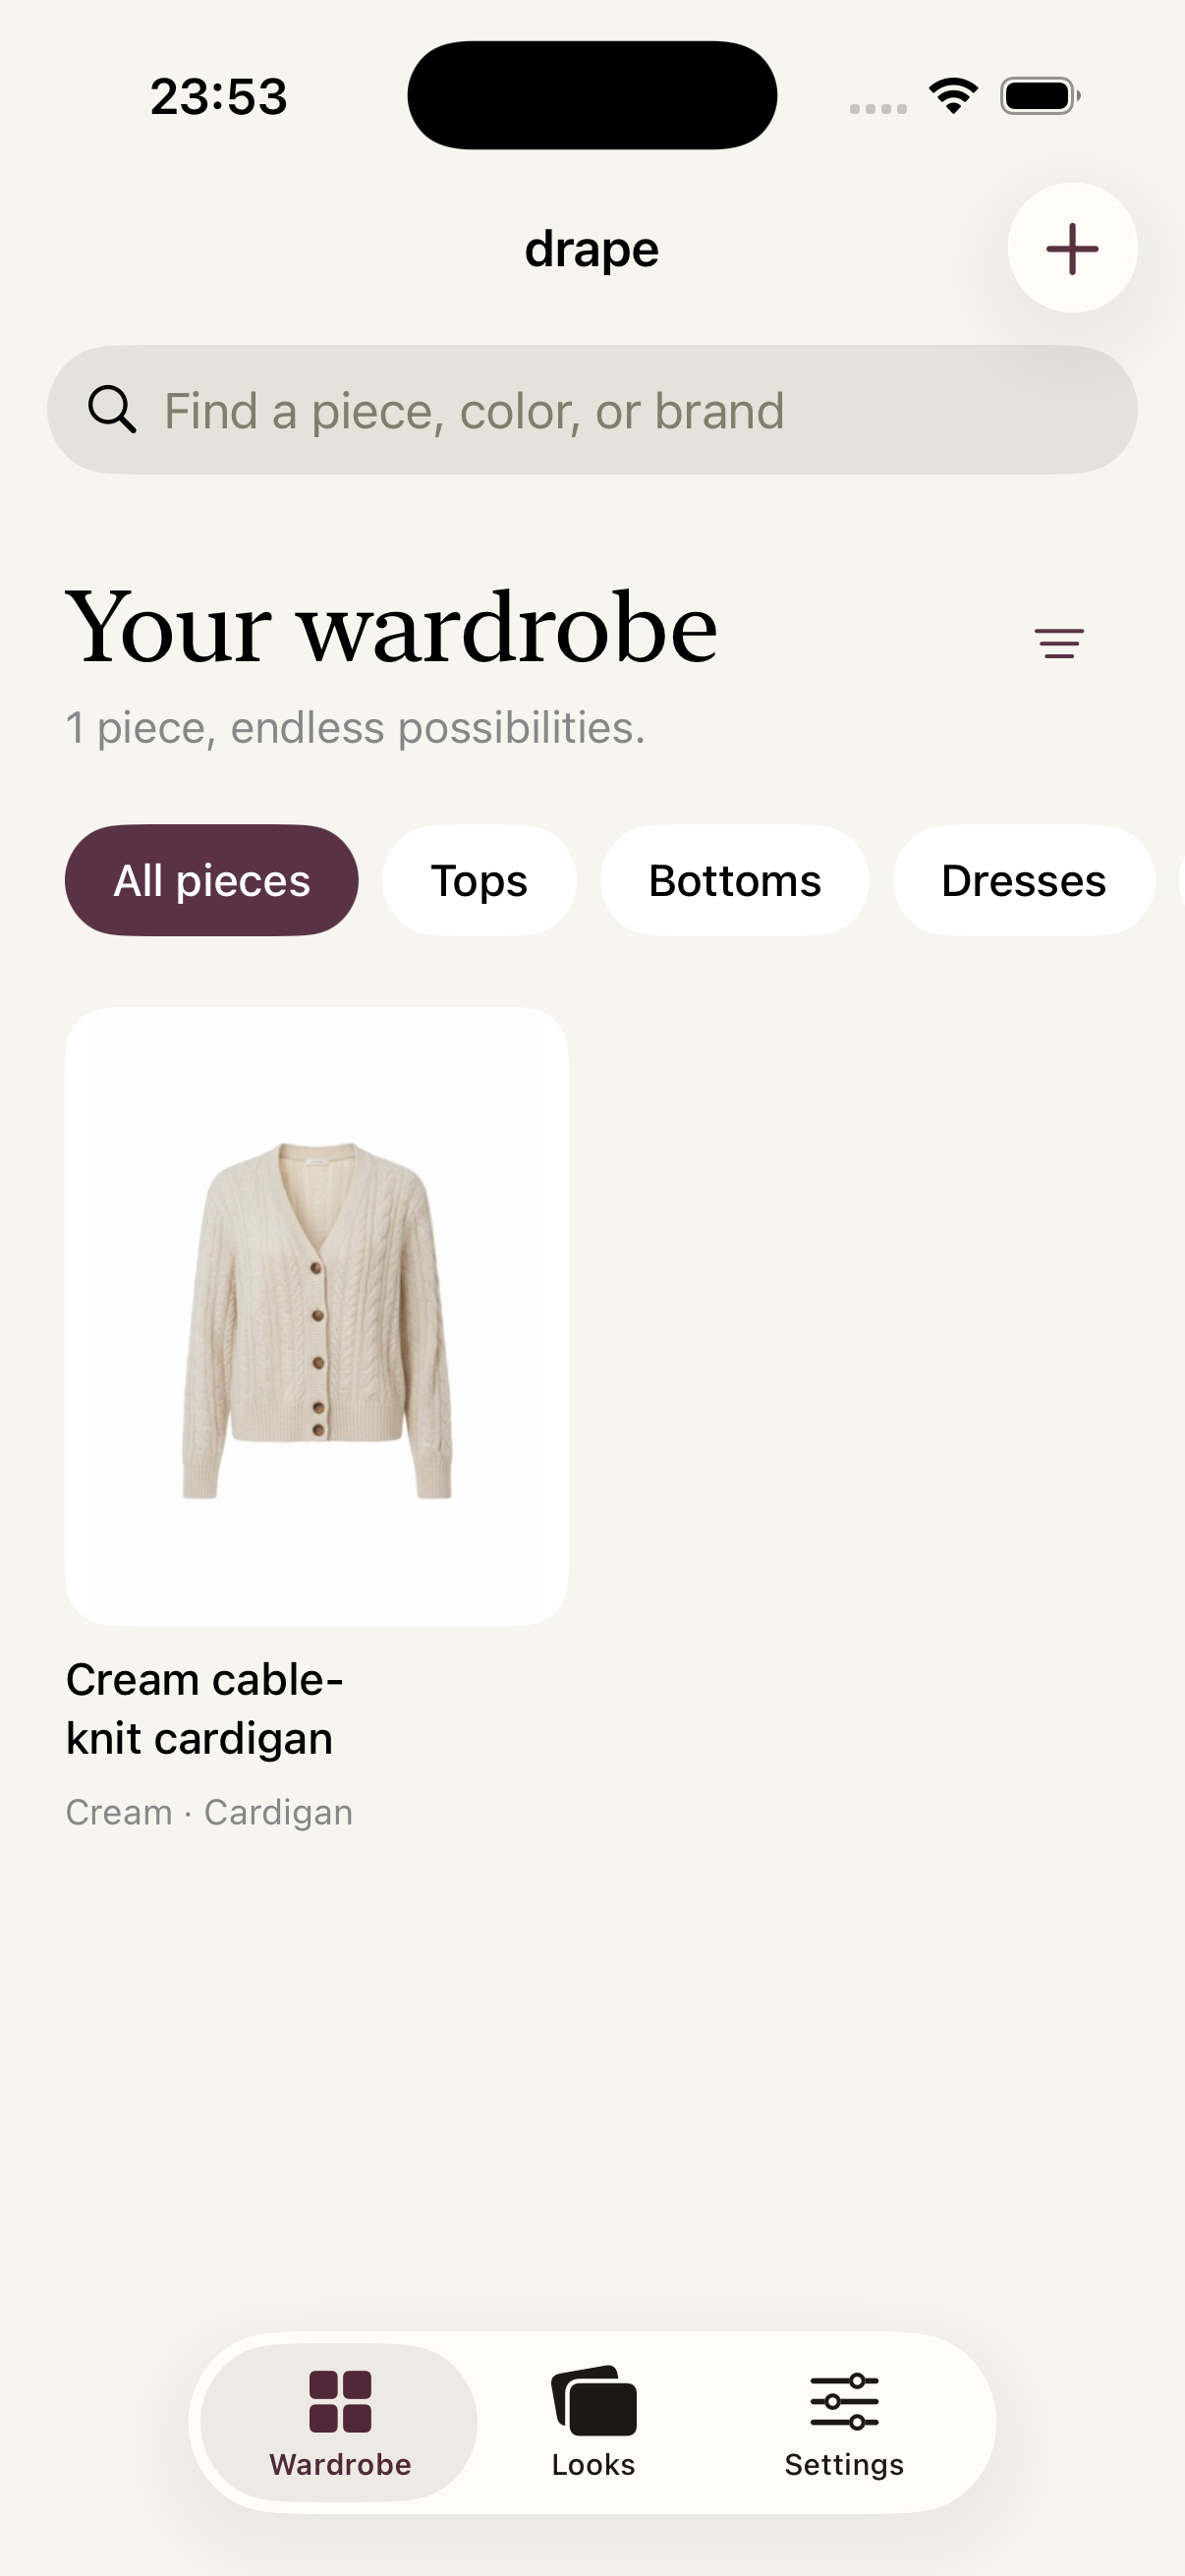 23:53
drape
Find a piece, color, or brand
Your wardrobe
1 piece, endless possibilities.
All pieces
Tops
Bottoms
Dresses
Cream cable-
knit cardigan
Cream · Cardigan
Wardrobe
Looks
Settings